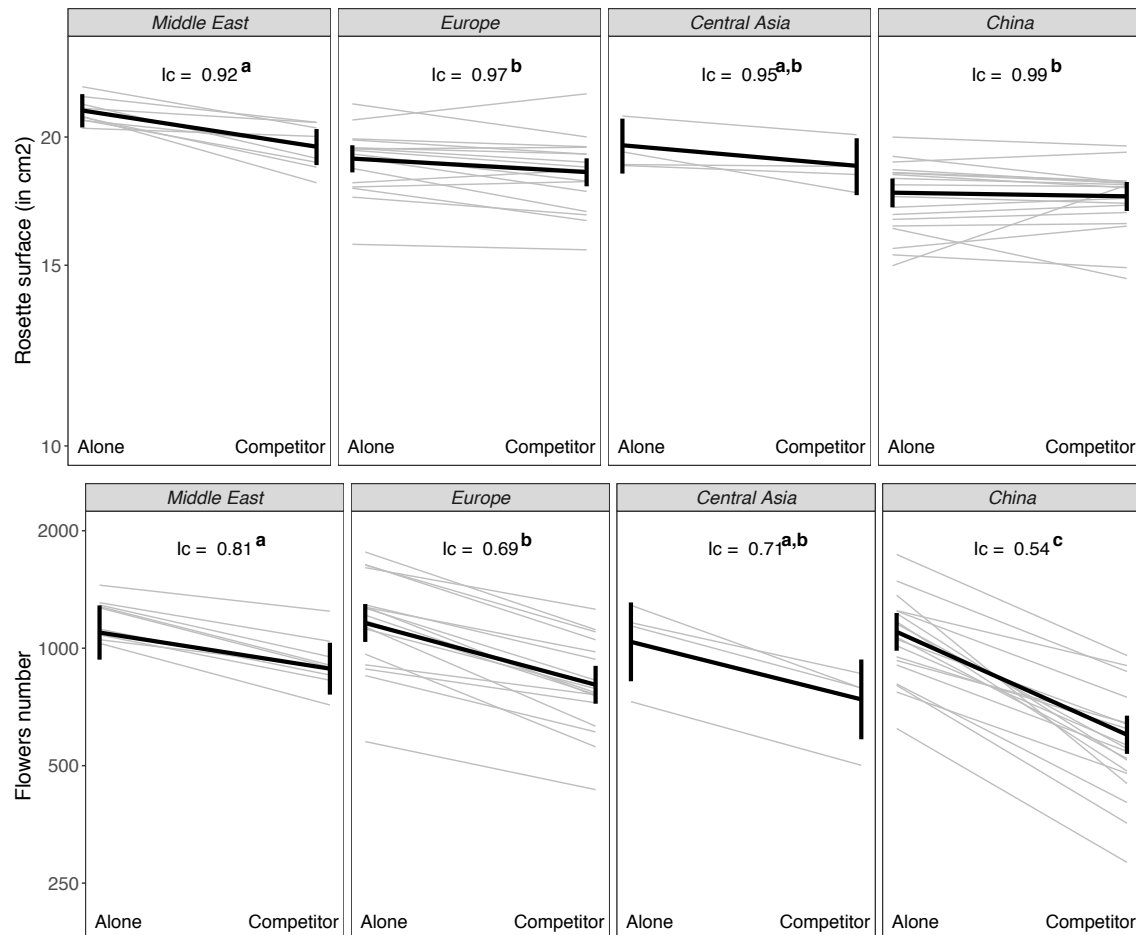 Middle East Europe Central Asia China
Ic = 0.92 a Ic = 0.97 b Ic = 0.95 a,b Ic = 0.99 b
Rosette surface (in cm2)
20
15
10
Alone Competitor Alone Competitor Alone Competitor Alone Competitor
Middle East Europe Central Asia China
2000
Ic = 0.81 a Ic = 0.69 b Ic = 0.71 a,b Ic = 0.54 c
Flowers number
1000
500
250
Alone Competitor Alone Competitor Alone Competitor Alone Competitor